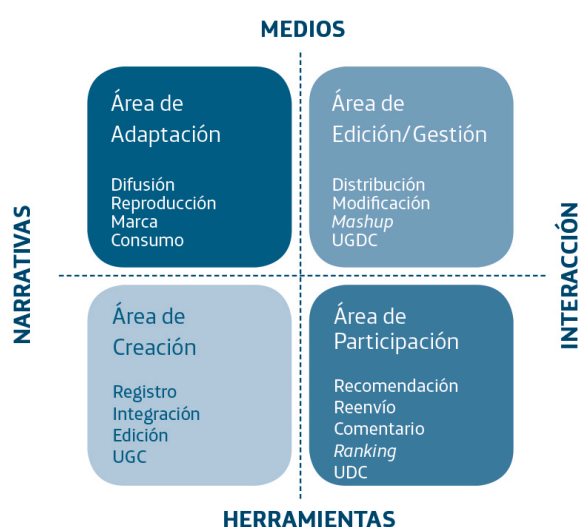 MEDIOS
Área de
Adaptación
Difusión
Reproducción
Marca
Consumo
Área de
Edición/Gestión
Distribución
Modificación
Mashup
UGDC
NARRATIVAS
INTERACCIÓN
Área de
Creación
Registro
Integración
Edición
UGC
Área de
Participación
Recomendación
Reenvío
Comentario
Ranking
UDC
HERRAMIENTAS